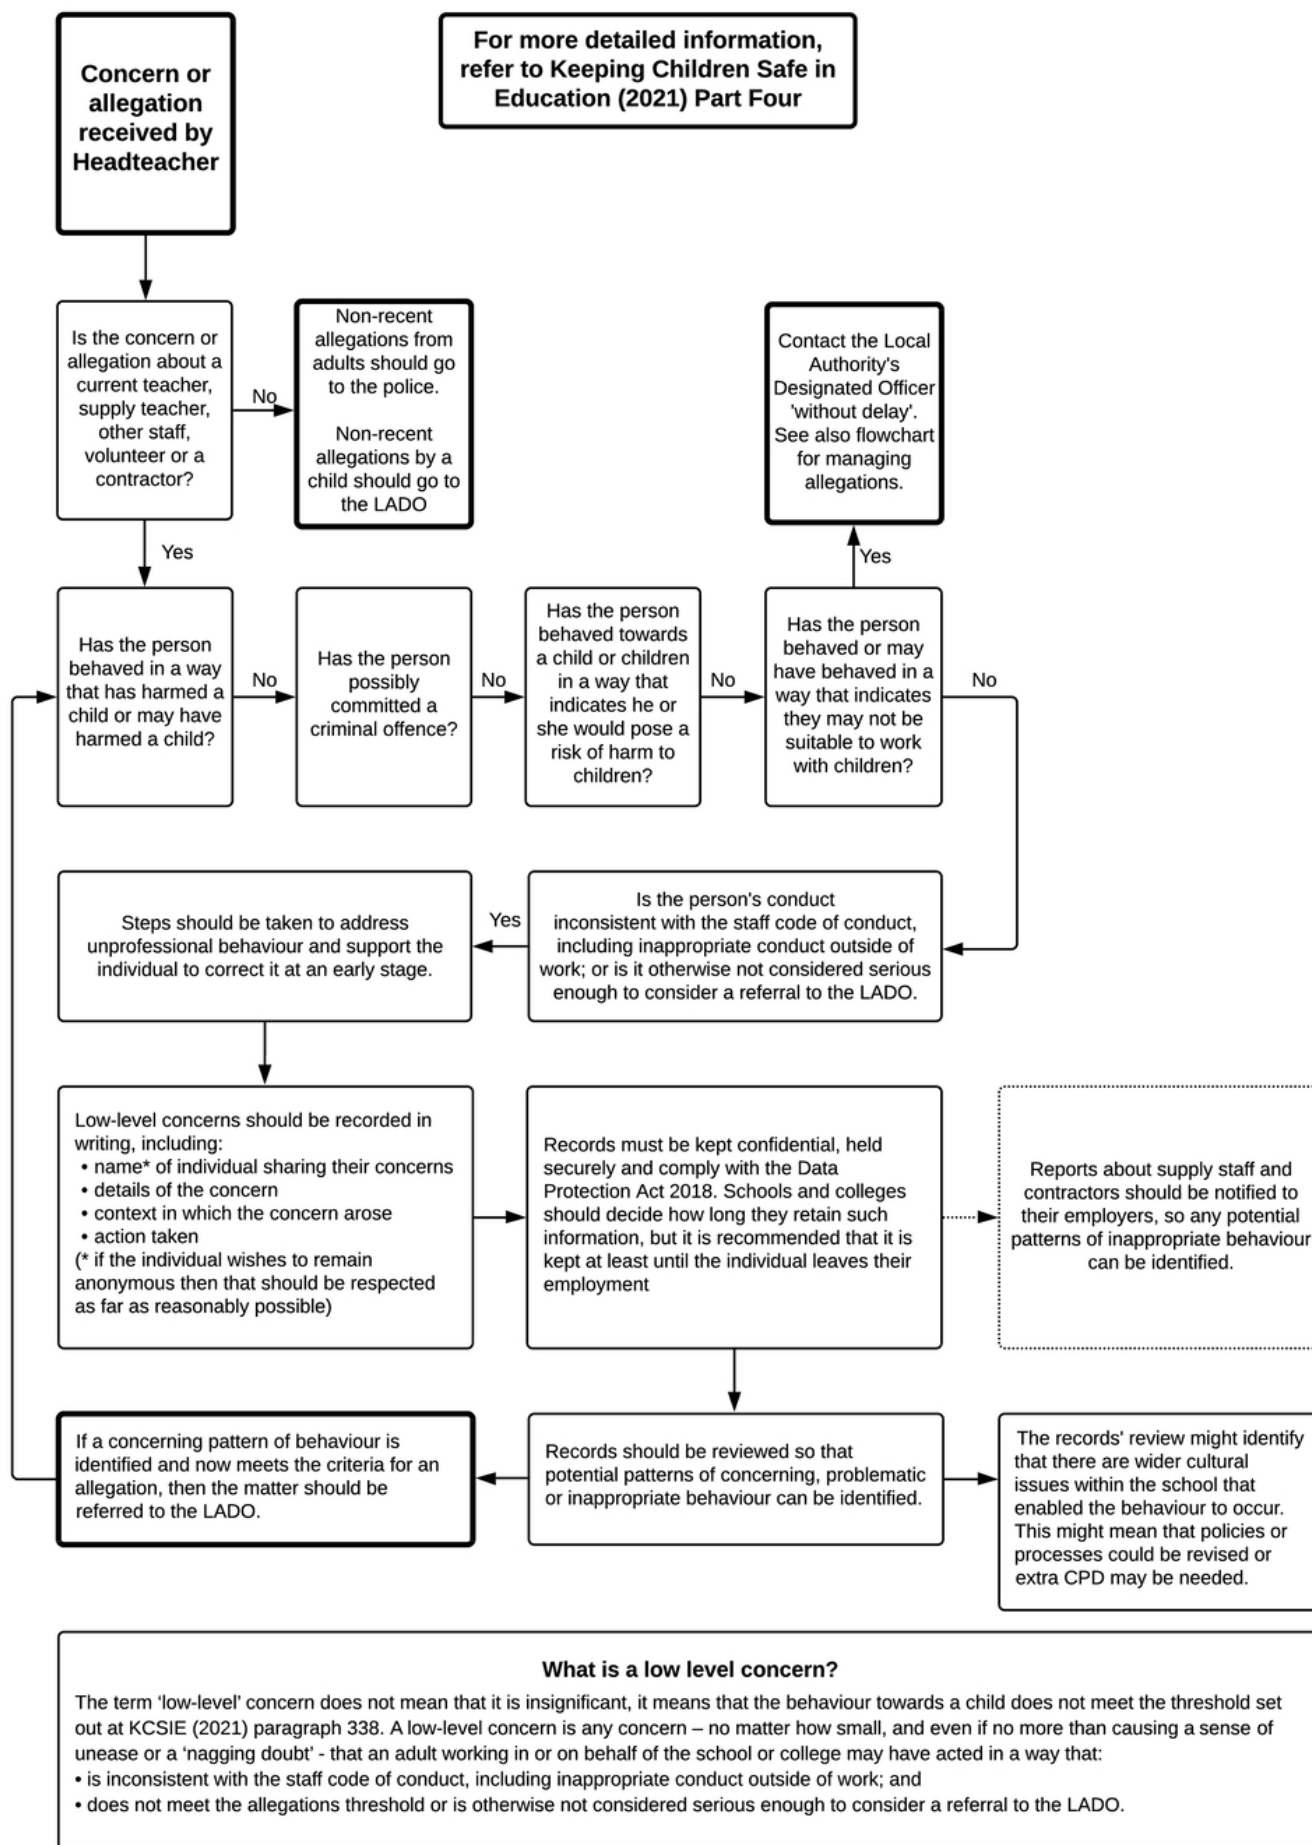 Concern or
allegation
received by
Headteacher
For more detailed information,
refer to Keeping Children Safe in
Education (2021) Part Four
Is the concern or
allegation about a
current teacher,
supply teacher,
other staff,
volunteer or a
contractor?
No
Non-recent
allegations from
adults should go
to the police.
Non-recent
allegations by a
child should go to
the LADO
Contact the Local
Authority's
Designated Officer
'without delay'.
See also flowchart
for managing
allegations.
Yes
Yes
Has the person
behaved in a way
that has harmed a
child or may have
harmed a child?
No
Has the person
possibly
committed a
criminal offence?
No
Has the person
behaved towards
a child or children
in a way that
indicates he or
she would pose a
risk of harm to
children?
No
Has the person
behaved or may
have behaved in a
way that indicates
they may not be
suitable to work
with children?
No
Is the person's conduct
inconsistent with the staff code of conduct,
including inappropriate conduct outside of
work; or is it otherwise not considered serious
enough to consider a referral to the LADO.
Yes
Steps should be taken to address
unprofessional behaviour and support the
individual to correct it at an early stage.
Low-level concerns should be recorded in
writing, including:
• name* of individual sharing their concerns
• details of the concern
• context in which the concern arose
• action taken
(* if the individual wishes to remain
anonymous then that should be respected
as far as reasonably possible)
Records must be kept confidential, held
securely and comply with the Data
Protection Act 2018. Schools and colleges
should decide how long they retain such
information, but it is recommended that it is
kept at least until the individual leaves their
employment
Reports about supply staff and
contractors should be notified to
their employers, so any potential
patterns of inappropriate behaviour
can be identified.
If a concerning pattern of behaviour is
identified and now meets the criteria for an
allegation, then the matter should be
referred to the LADO.
Records should be reviewed so that
potential patterns of concerning, problematic
or inappropriate behaviour can be identified.
The records' review might identify
that there are wider cultural
issues within the school that
enabled the behaviour to occur.
This might mean that policies or
processes could be revised or
extra CPD may be needed.
What is a low level concern?
The term ‘low-level’ concern does not mean that it is insignificant, it means that the behaviour towards a child does not meet the threshold set
out at KCSIE (2021) paragraph 338. A low-level concern is any concern – no matter how small, and even if no more than causing a sense of
unease or a ‘nagging doubt’ - that an adult working in or on behalf of the school or college may have acted in a way that:
• is inconsistent with the staff code of conduct, including inappropriate conduct outside of work; and
• does not meet the allegations threshold or is otherwise not considered serious enough to consider a referral to the LADO.